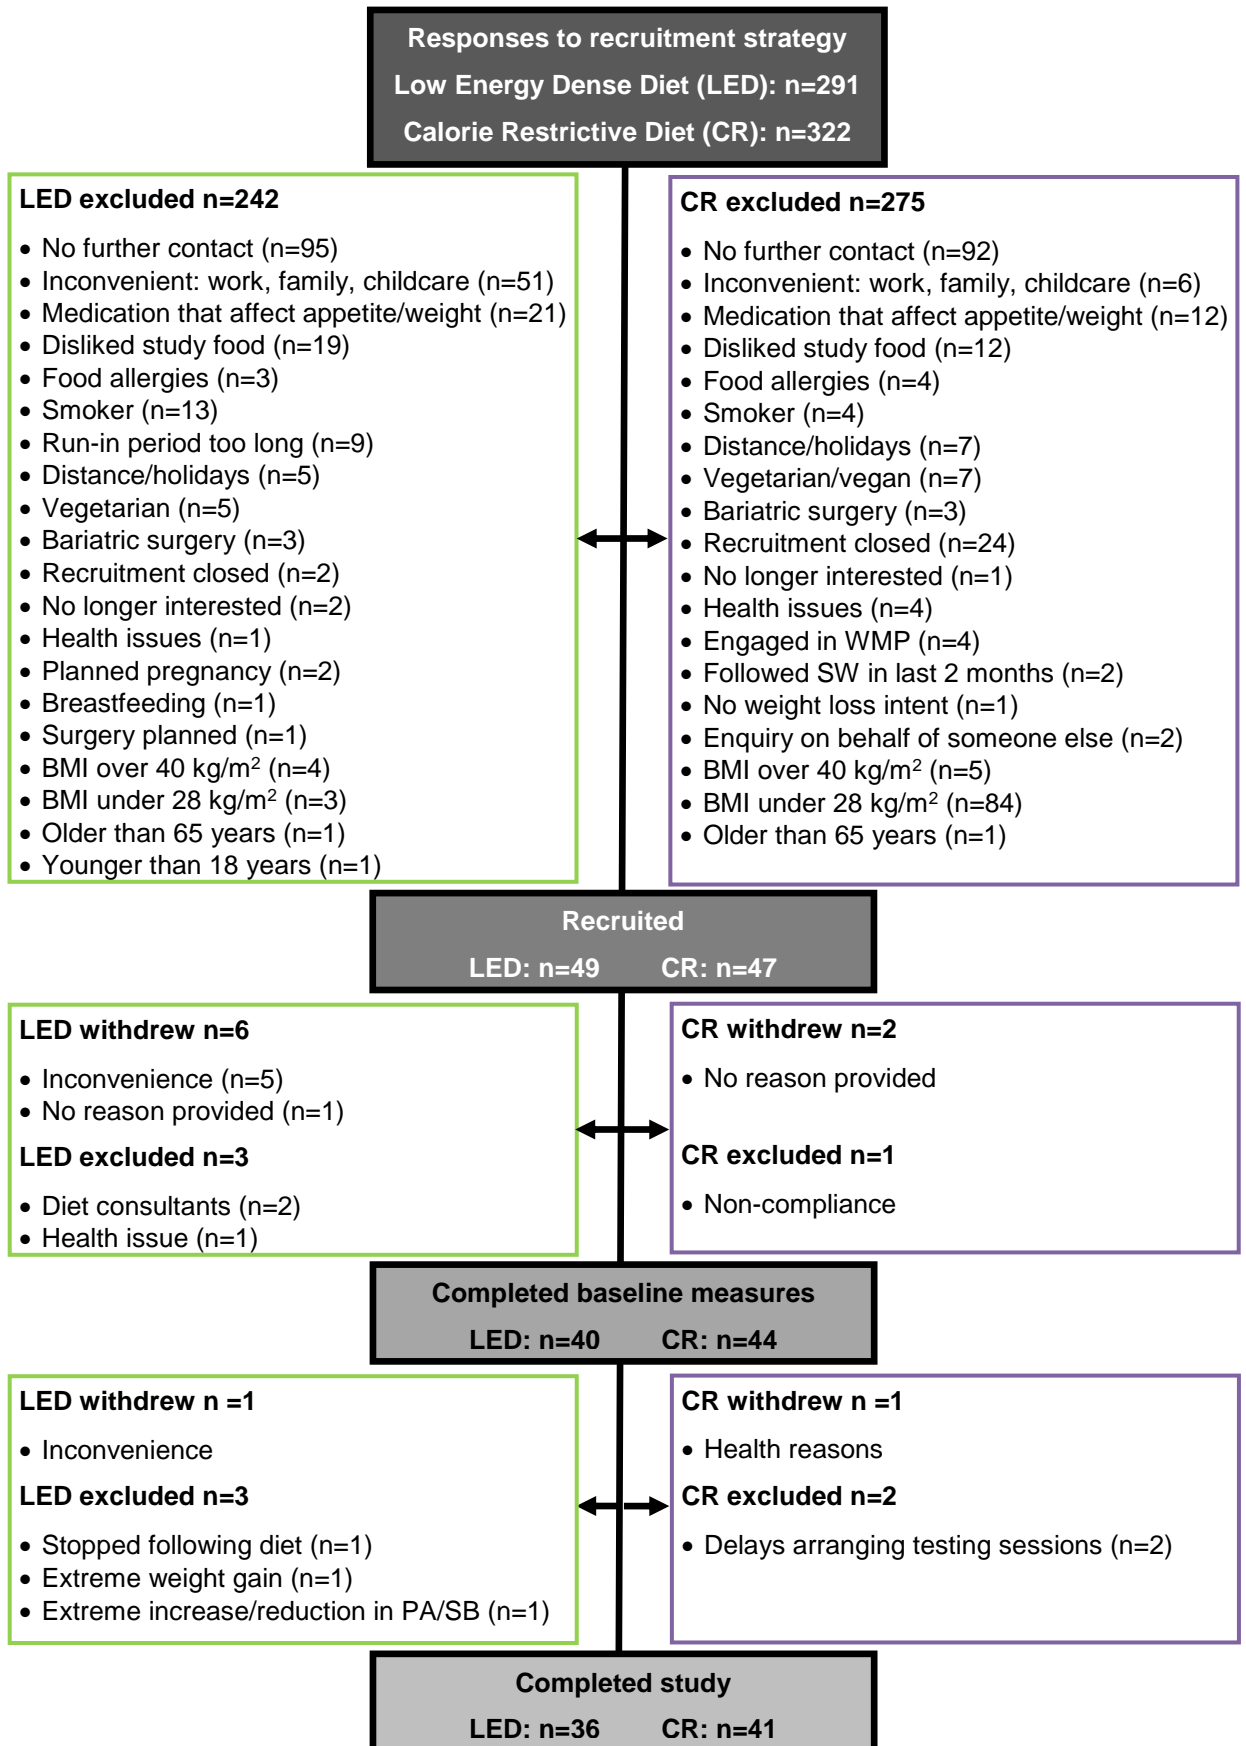 Responses to recruitment strategy
Low Energy Dense Diet (LED): n=291
Calorie Restrictive Diet (CR): n=322
LED excluded n=242
• No further contact (n=95)
• Inconvenient: work, family, childcare (n=51)
• Medication that affect appetite/weight (n=21)
• Disliked study food (n=19)
• Food allergies (n=3)
• Smoker (n=13)
• Run-in period too long (n=9)
• Distance/holidays (n=5)
• Vegetarian (n=5)
• Bariatric surgery (n=3)
• Recruitment closed (n=2)
• No longer interested (n=2)
• Health issues (n=1)
• Planned pregnancy (n=2)
• Breastfeeding (n=1)
• Surgery planned (n=1)
• BMI over 40 kg/m² (n=4)
• BMI under 28 kg/m² (n=3)
• Older than 65 years (n=1)
• Younger than 18 years (n=1)
CR excluded n=275
• No further contact (n=92)
• Inconvenient: work, family, childcare (n=6)
• Medication that affect appetite/weight (n=12)
• Disliked study food (n=12)
• Food allergies (n=4)
• Smoker (n=4)
• Distance/holidays (n=7)
• Vegetarian/vegan (n=7)
• Bariatric surgery (n=3)
• Recruitment closed (n=24)
• No longer interested (n=1)
• Health issues (n=4)
• Engaged in WMP (n=4)
• Followed SW in last 2 months (n=2)
• No weight loss intent (n=1)
• Enquiry on behalf of someone else (n=2)
• BMI over 40 kg/m² (n=5)
• BMI under 28 kg/m² (n=84)
• Older than 65 years (n=1)
Recruited
LED: n=49 CR: n=47
LED withdrew n=6
• Inconvenience (n=5)
• No reason provided (n=1)
LED excluded n=3
• Diet consultants (n=2)
• Health issue (n=1)
CR withdrew n=2
• No reason provided
CR excluded n=1
• Non-compliance
Completed baseline measures
LED: n=40 CR: n=44
LED withdrew n =1
• Inconvenience
LED excluded n=3
• Stopped following diet (n=1)
• Extreme weight gain (n=1)
• Extreme increase/reduction in PA/SB (n=1)
CR withdrew n =1
• Health reasons
CR excluded n=2
• Delays arranging testing sessions (n=2)
Completed study
LED: n=36 CR: n=41